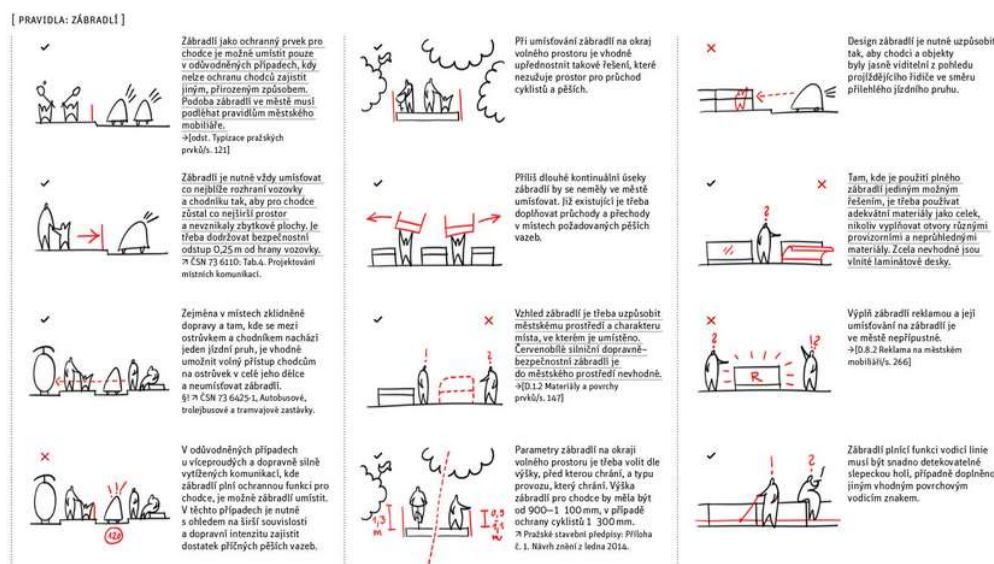 [ PRAVIDLA: ZÁBRADLÍ ]
Zábradlí jako ochranný prvek pro
chodce je možné umístit pouze
v odůvodněných případech, kdy
nelze ochranu chodců zajistit
jiným, přirozeným způsobem.
Podoba zábradlí ve městě musí
podléhat pravidlům městského
mobiliáře.
→[odst. Typizace pražských
prvků/s. 121]
Zábradlí je nutné vždy umísťovat
co nejblíže rozhraní vozovky
a chodníku tak, aby pro chodce
zůstal co nejširší prostor
a nevznikaly zbytkové plochy. Je
třeba dodržovat bezpečnostní
odstup 0,25 m od hrany vozovky.
↗ ČSN 73 6110: Tab.4. Projektování
místních komunikací.
Zejména v místech zklidněné
dopravy a tam, kde se mezi
ostrůvkem a chodníkem nachází
jeden jízdní pruh, je vhodné
umožnit volný přístup chodcům
na ostrůvek v celé jeho délce
a neumísťovat zábradlí.
§! ↗ ČSN 73 6425-1, Autobusové,
trolejbusové a tramvajové zastávky.
V odůvodněných případech
u víceproudých a dopravně silně
vytížených komunikací, kde
zábradlí plní ochrannou funkci pro
chodce, je možné zábradlí umístit.
V těchto případech je nutné
s ohledem na širší souvislosti
a dopravní intenzitu zajistit
dostatek příčných pěších vazeb.
!!
120
Při umísťování zábradlí na okraj
volného prostoru je vhodné
upřednostnit takové řešení, které
nezužuje prostor pro průchod
cyklistů a pěších.
Příliš dlouhé kontinuální úseky
zábradlí by se neměly ve městě
umísťovat. Již existující je třeba
doplňovat průchody a přechody
v místech požadovaných pěších
vazeb.
Vzhled zábradlí je třeba uzpůsobit
městskému prostředí a charakteru
místa, ve kterém je umístěno.
Červenobílé silniční dopravně-
bezpečnostní zábradlí je
do městského prostředí nevhodné.
→[D.1.2 Materiály a povrchy
prvků/s. 147]
! ?
Parametry zábradlí na okraji
volného prostoru je třeba volit dle
výšky, před kterou chrání, a typu
provozu, který chrání. Výška
zábradlí pro chodce by měla být
od 900—1 100 mm, v případě
ochrany cyklistů 1 300 mm.
↗ Pražské stavební předpisy: Příloha
č. 1. Návrh znění z ledna 2014.
1,3
m
0,9
1,1
m
Design zábradlí je nutné uzpůsobit
tak, aby chodci a objekty
byly jasně viditelní z pohledu
projíždějícího řidiče ve směru
přilehlého jízdního pruhu.
Tam, kde je použití plného
zábradlí jediným možným
řešením, je třeba používat
adekvátní materiály jako celek,
nikoliv vyplňovat otvory různými
provizorními a neprůhlednými
materiály. Zcela nevhodné jsou
vlnité laminátové desky.
?
Výplň zábradlí reklamou a její
umísťování na zábradlí je
ve městě nepřípustné.
→[D.8.2 Reklama na městském
mobiliáři/s. 266]
? !?
R
Zábradlí plnící funkci vodicí linie
musí být snadno detekovatelné
slepeckou holí, případně doplněno
jiným vhodným povrchovým
vodicím znakem.
! ?